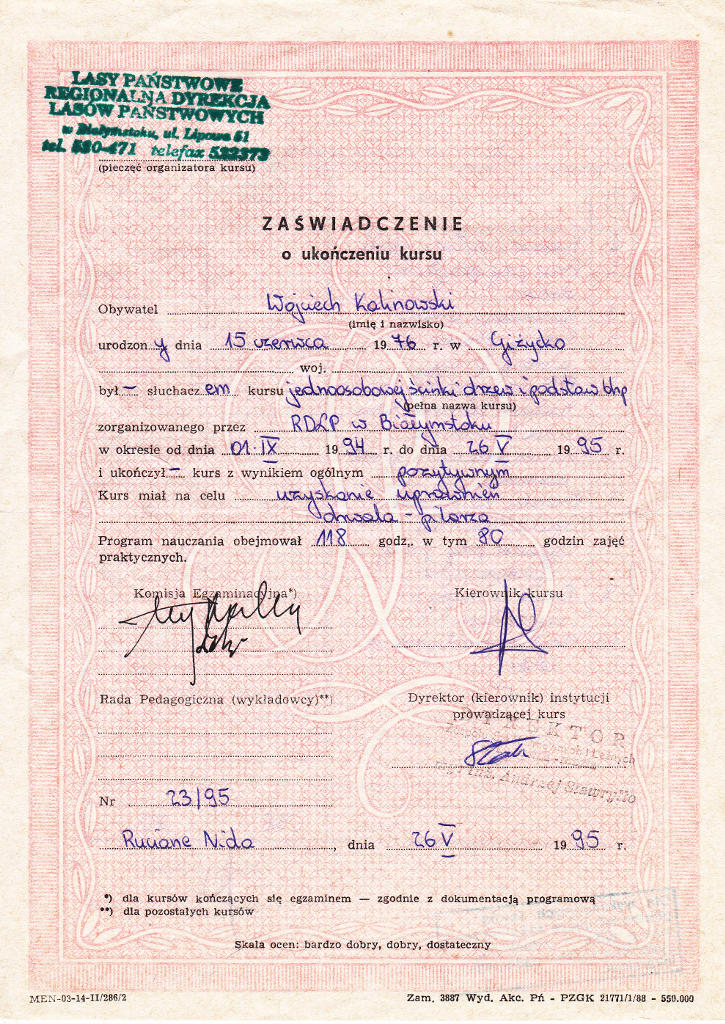 LASY PAŃSTWOWE
REGIONALNA DYREKCJA
LASÓW PAŃSTWOWYCH
w Białymstoku, ul. Lipowa 51
tel. 550-471 telefax 522373
(pieczęć organizatora kursu)
ZAŚWIADCZENIE
o ukończeniu kursu
Obywatel Wojciech Kalinowski
(imię i nazwisko)
urodzony dnia 15 czerwca 1976 r. w Giżycko
woj.
był – słuchaczem kursu jednoosobowej ścinki drzew i podstaw bhp
(pełna nazwa kursu)
zorganizowanego przez RDLP w Białymstoku
w okresie od dnia 01.IX 1994 r. do dnia 26 V 1995 r.
i ukończył – kurs z wynikiem ogólnym pozytywnym
Kurs miał na celu uzyskanie uprawnień
drwala – pilarza
Program nauczania obejmował 118 godz., w tym 80 godzin zajęć
praktycznych.
Komisja Egzaminacyjna*) Kierownik kursu
Rada Pedagogiczna (wykładowcy)**) Dyrektor (kierownik) instytucji
prowadzącej kurs
DYREKTOR
inż. Andrzej
Nr 23/95
Ruciane Nida, dnia 26 V 1995 r.
*) dla kursów kończących się egzaminem — zgodnie z dokumentacją programową
**) dla pozostałych kursów
Skala ocen: bardzo dobry, dobry, dostateczny
MEN-03-14-II/286/2 Zam. 3887 Wyd. Akc. Pń - PZGK 21771/1/88 - 550.000